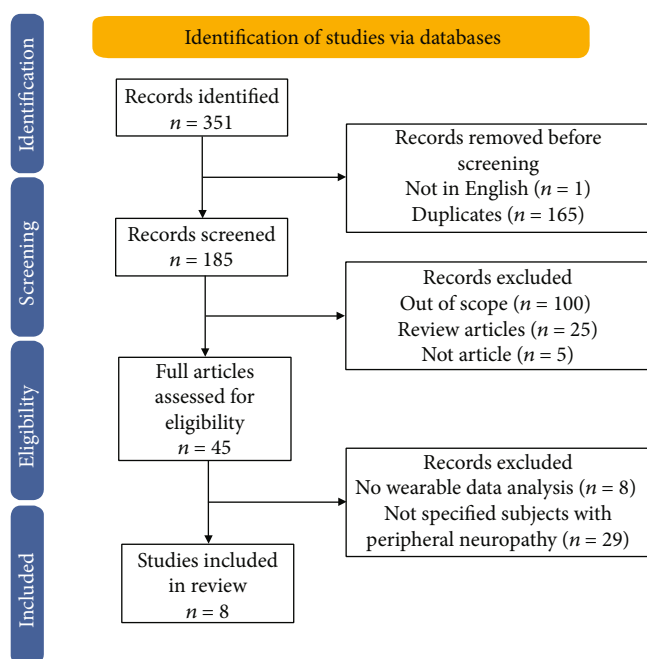 Identification of studies via databases
Identification
Records identified
n = 351
Records removed before
screening
Not in English (n = 1)
Duplicates (n = 165)
Screening
Records screened
n = 185
Records excluded
Out of scope (n = 100)
Review articles (n = 25)
Not article (n = 5)
Eligibility
Full articles
assessed for
eligibility
n = 45
Records excluded
No wearable data analysis (n = 8)
Not specified subjects with
peripheral neuropathy (n = 29)
Included
Studies included
in review
n = 8